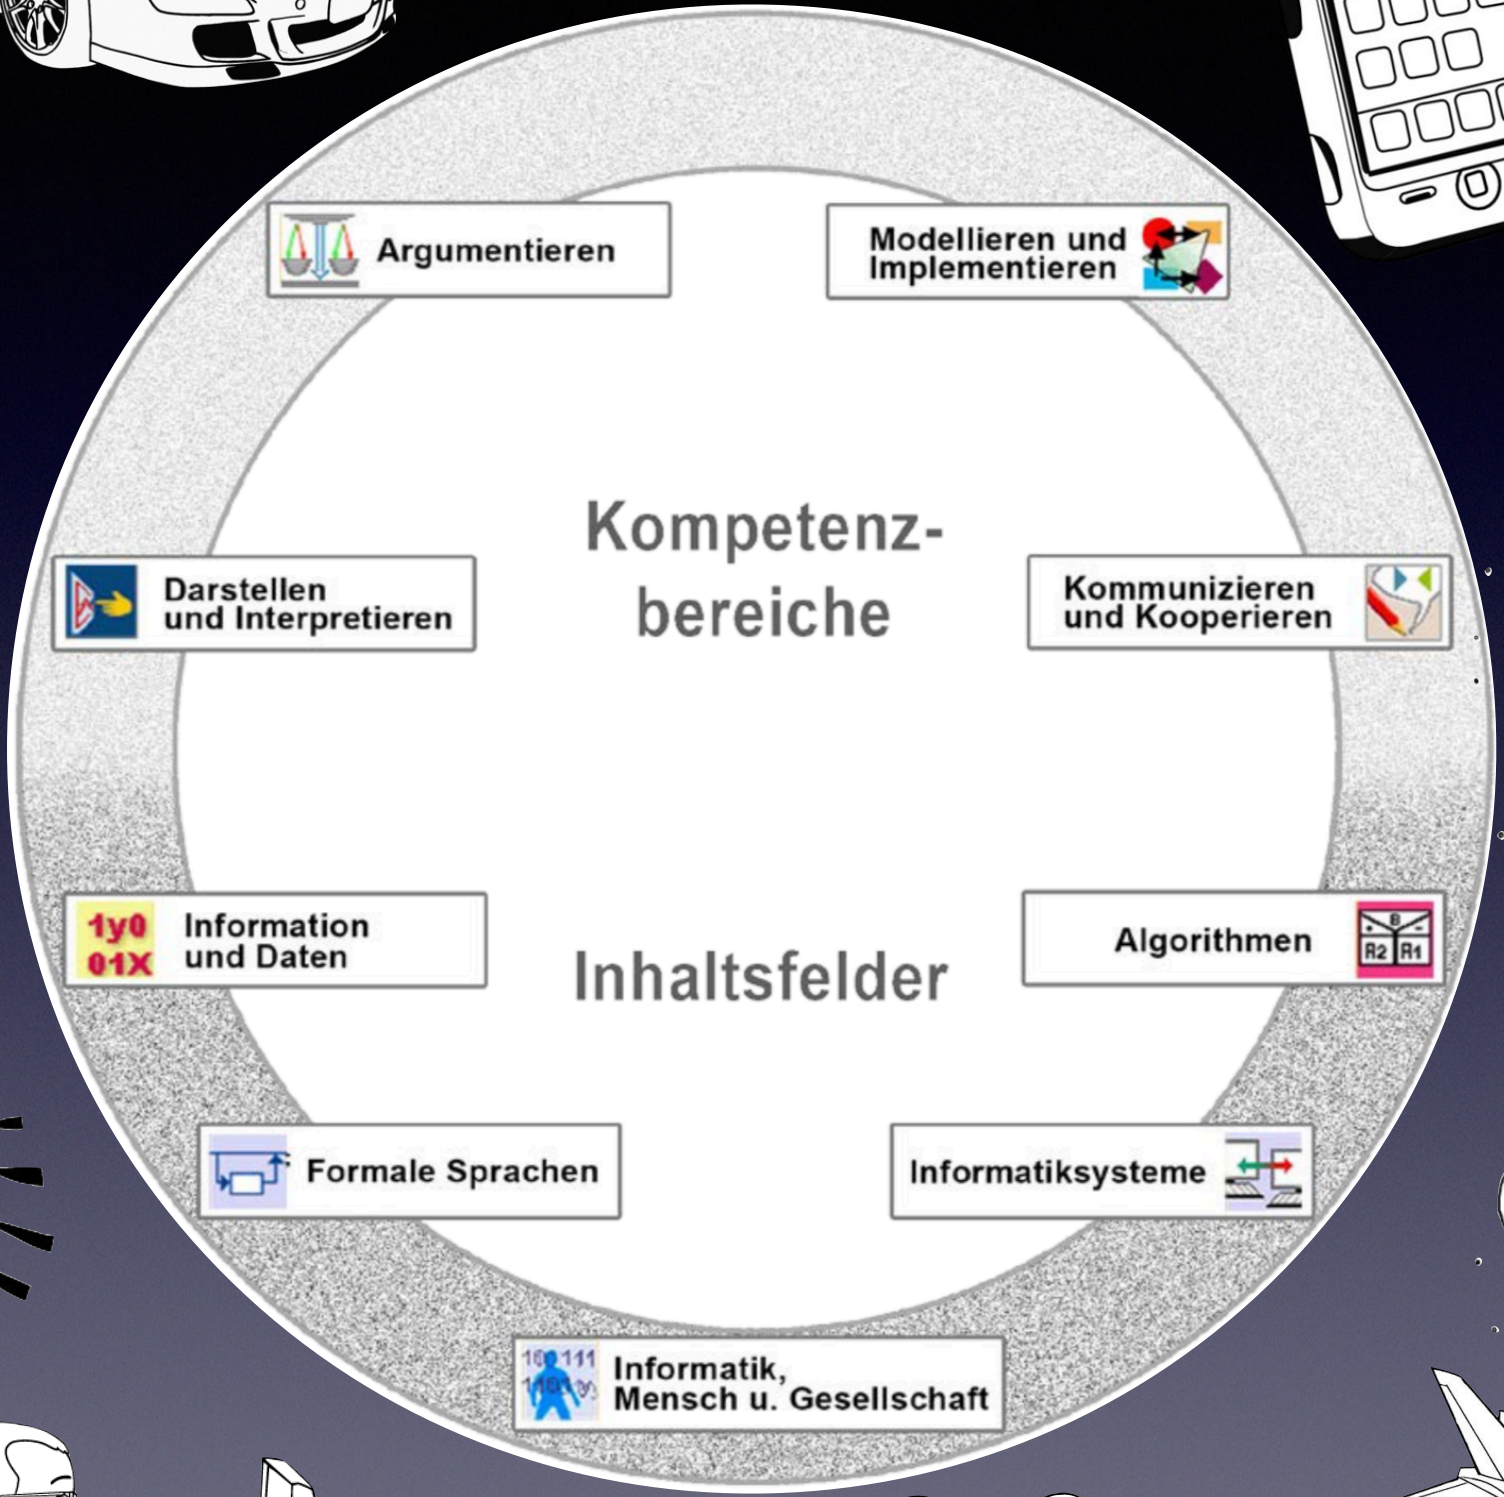 Argumentieren
Modellieren und
Implementieren
Kompetenz-
bereiche
Darstellen
und Interpretieren
Kommunizieren
und Kooperieren
1y0
01X
Information
und Daten
Inhaltsfelder
Algorithmen
B
+ -
R2 R1
Formale Sprachen
Informatiksysteme
Informatik,
Mensch u. Gesellschaft